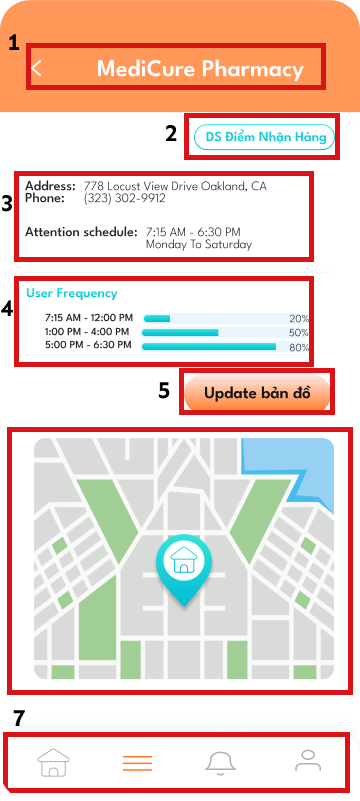 1
MediCure Pharmacy
2
DS Điểm Nhận Hàng
3
Address: 778 Locust View Drive Oakland, CA
Phone: (323) 302-9912
Attention schedule: 7:15 AM - 6:30 PM
Monday To Saturday
4
User Frequency
7:15 AM - 12:00 PM 20%
1:00 PM - 4:00 PM 50%
5:00 PM - 6:30 PM 80%
5
Update bản đồ
7